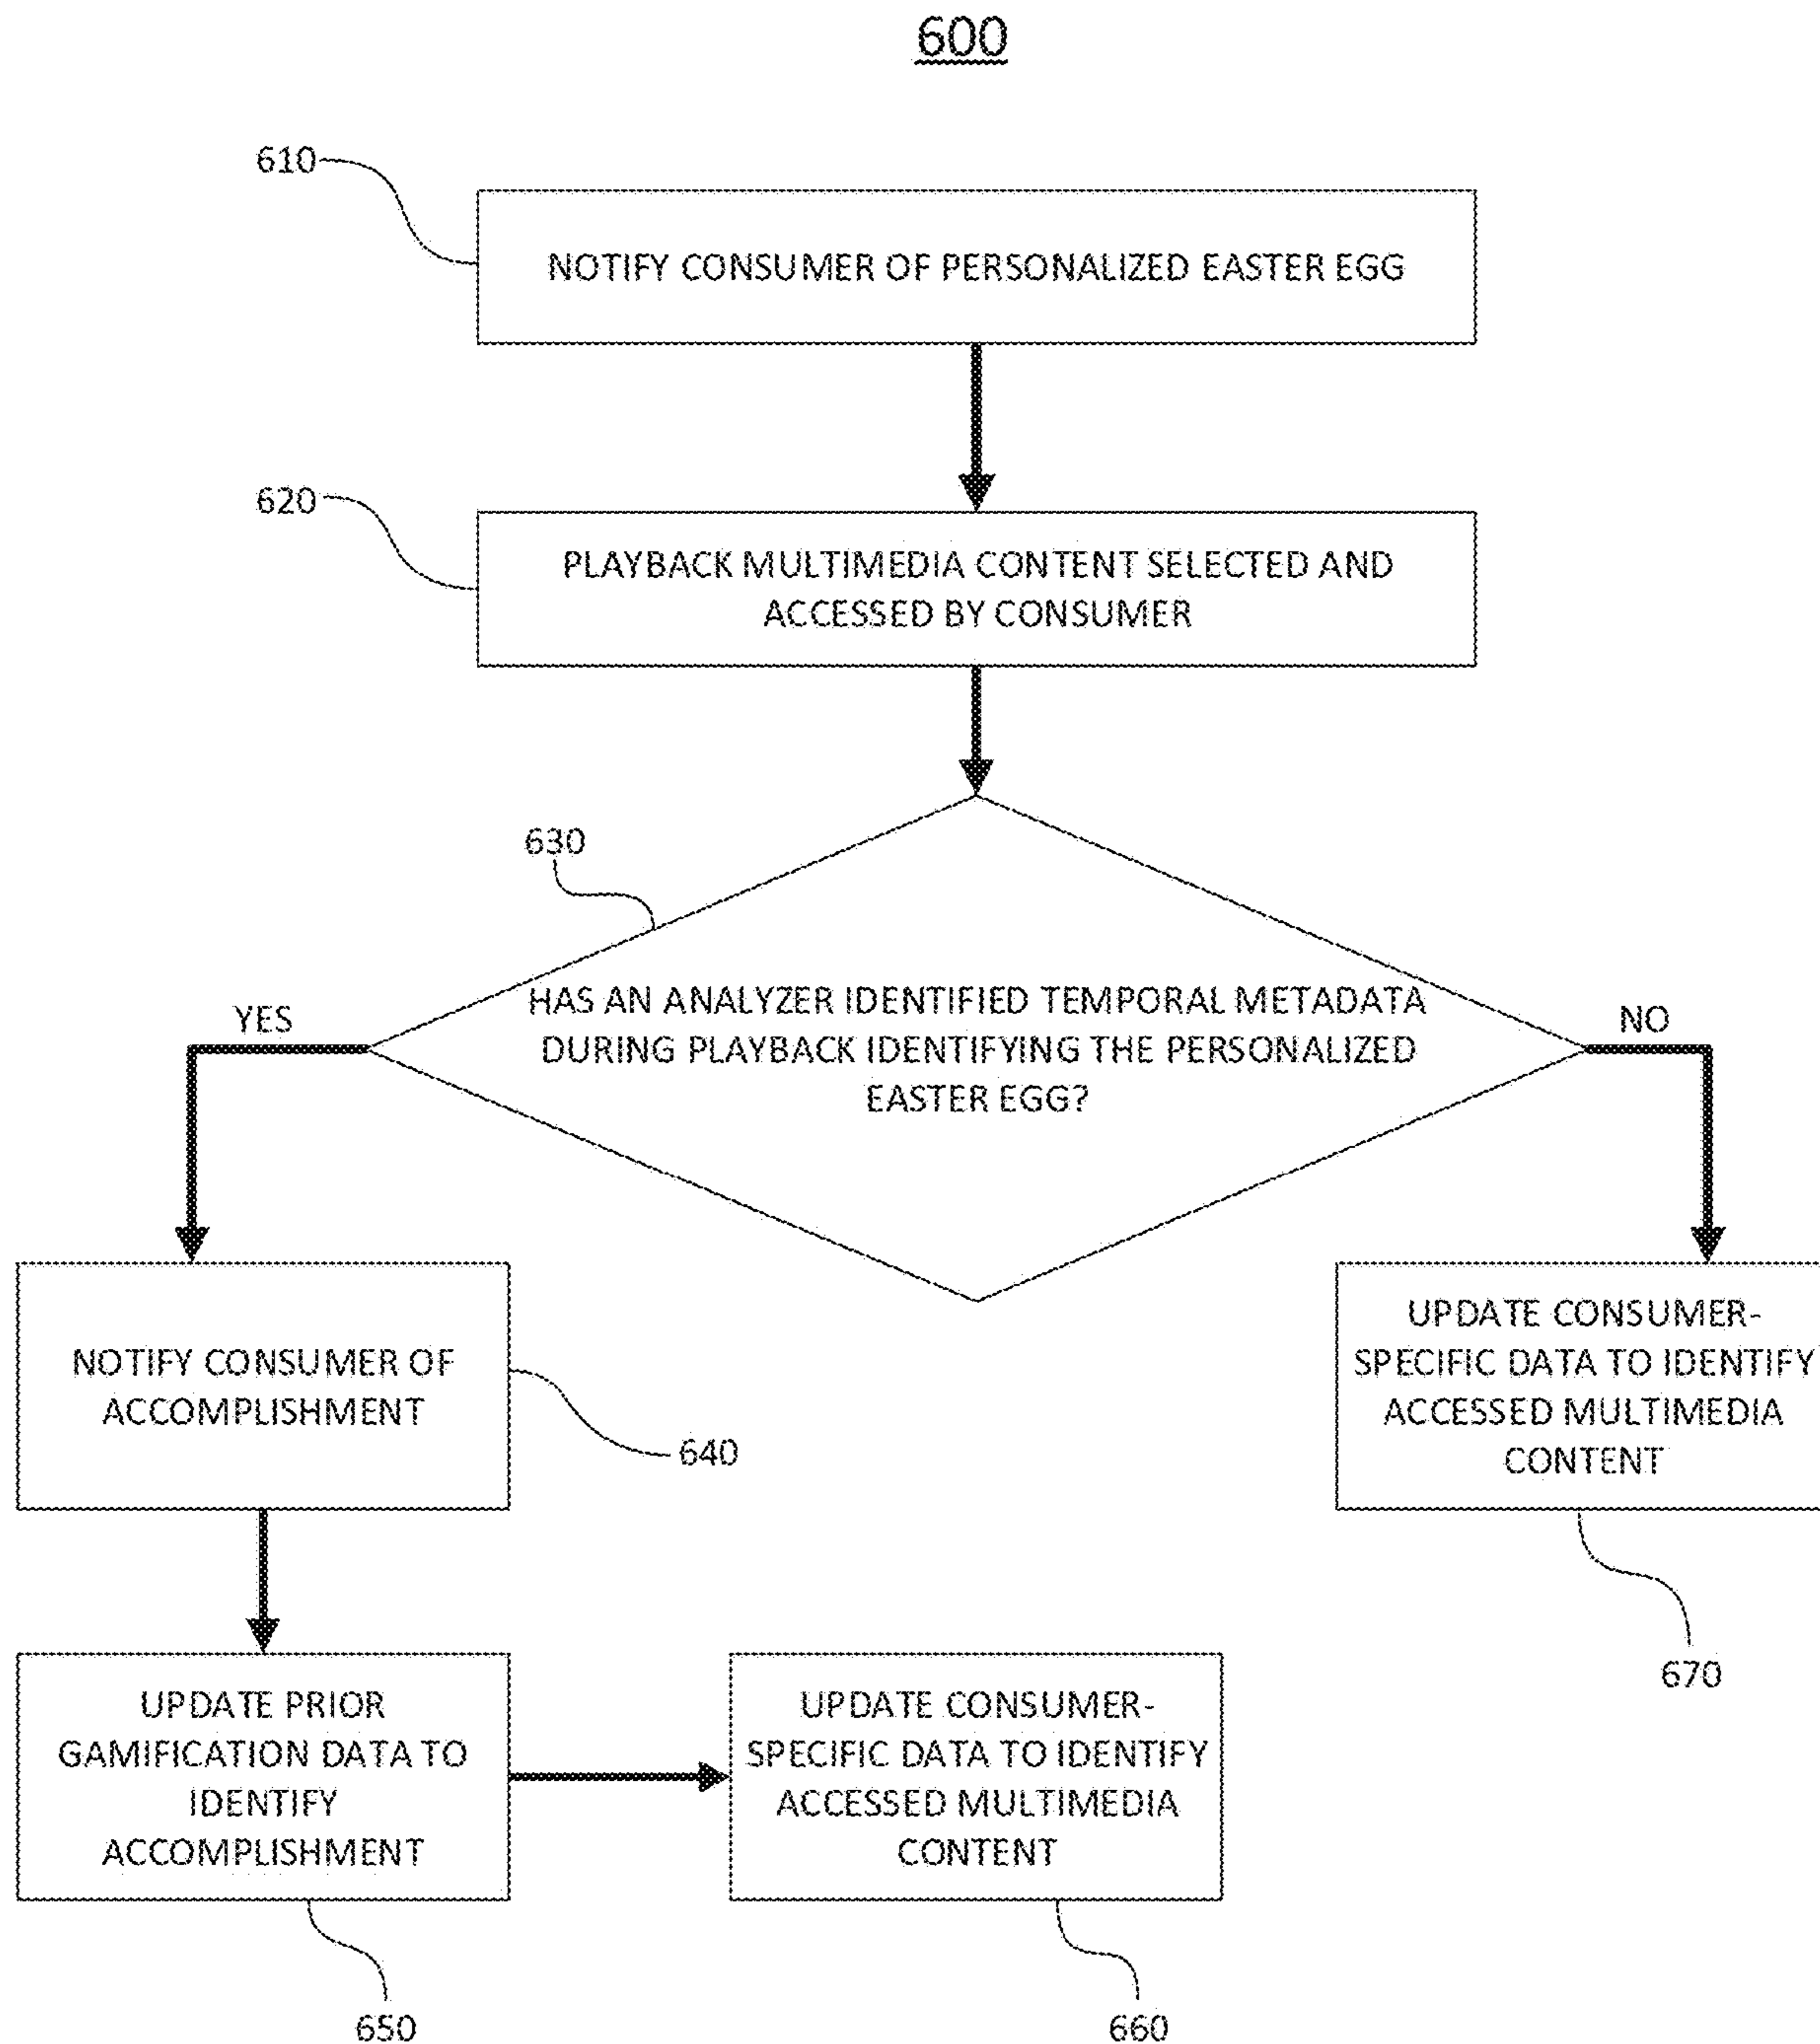 600
610
NOTIFY CONSUMER OF PERSONALIZED EASTER EGG
620
PLAYBACK MULTIMEDIA CONTENT SELECTED AND
ACCESSED BY CONSUMER
630
HAS AN ANALYZER IDENTIFIED TEMPORAL METADATA
DURING PLAYBACK IDENTIFYING THE PERSONALIZED
EASTER EGG?
YES
NO
NOTIFY CONSUMER OF
ACCOMPLISHMENT
640
UPDATE CONSUMER-
SPECIFIC DATA TO IDENTIFY
ACCESSED MULTIMEDIA
CONTENT
670
UPDATE PRIOR
GAMIFICATION DATA TO
IDENTIFY
ACCOMPLISHMENT
650
UPDATE CONSUMER-
SPECIFIC DATA TO IDENTIFY
ACCESSED MULTIMEDIA
CONTENT
660